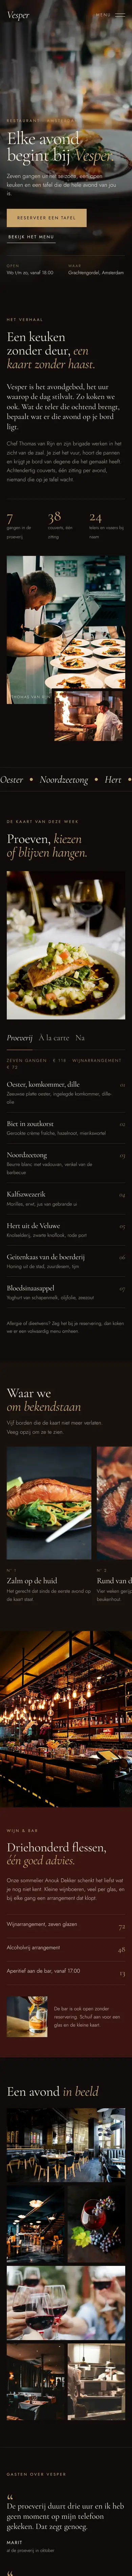 Vesper
MENU
Elke avond
begint bij Vesper.
Zeven gangen uit het seizoen, vertrouwen
keuken en een tafel die de hele avond van jou
is.
RESERVEER EEN TAFEL
BEKIJK HET MENU
OPEN
WAAR
Wo t/m zo, vanaf 18:00
Drachtengorstel, Amsterdam
HET VERHAAL
Een keuken
zonder deur, een
kaart zonder haast.
Vesper is het avondgebed, het uur
waarop de dag stilvalt. Zo koken we
ook. Wat de teler die ochtend brengt,
bepaalt wat er die avond op je bord
ligt.
Chef Thomas van Rijn en zijn brigade werken in het
zicht van de zaal. Je ziet het vuur, hoort de pannen
en krijgt je bord van degene die het gemaakt heeft.
Achtendertig couverts, één zitting per avond,
niemand die op je tafel wacht.
7
38
24
gangen in de
proeverij
couverts, één
zitting
telers en vissers bij
naam
THOMAS VAN RIJN
Oester • Noordzeetong • Hert
DE KAART VAN DEZE WEEK
Proeven, kiezen
of blijven hangen.
Proeverij
À la carte
Na
ZEVEN GANGEN
€ 118
WIJNARRANGEMENT
€ 72
Oester, komkommer, dille
01
Zeeuwse platte oester, ingelegde komkommer, dille-
olie
Biet in zoutkorst
02
Gerookte crème fraîche, hazelnoot, mierikswortel
Noordzeetong
03
Beurre blanc met zeekraal, venkel van de
barbecue
Kalfszwezerik
04
Morilles, erwt, jus van gebrande ui
Hert uit de Veluwe
05
Knolselderij, zwarte knoflook, rode port
Geitenkaas van de boerderij
06
Honing uit de stad, zuurdesem, tijm
Bloedsinaasappel
07
Yoghurt van schapenmelk, olijfolie, zeezout
Allergie of dieetwens? Zeg het bij je reservering, dan koken
we er een volwaardig menu omheen.
Waar we
om bekendstaan
Vijf borden die de kaart niet meer verlaten.
Veeg opzij om ze te zien.
N° 1
N° 2
Zalm op de huid
Rund van d
Het gerecht dat sinds de eerste avond op
de kaart staat.
WIJN & BAR
Driehonderd flessen,
één goed advies.
Onze sommelier Anouk Dekker schenkt het liefst wat
je nog niet kent. Kleine wijnboeren, veel per glas, en
bij elke gang een arrangement dat klopt.
Wijnarrangement, zeven glazen
72
Alcoholvrij arrangement
48
Aperitief aan de bar, vanaf 17:00
13
De bar is ook open zonder
reservering. Schuif aan voor een
glas en de kleine kaart.
Een avond in beeld
GASTEN OVER VESPER
“
De proeverij duurt drie uur en ik heb
geen moment op mijn telefoon
gekeken. Dat zegt genoeg.
MARIT
at de proeverij in oktober
“